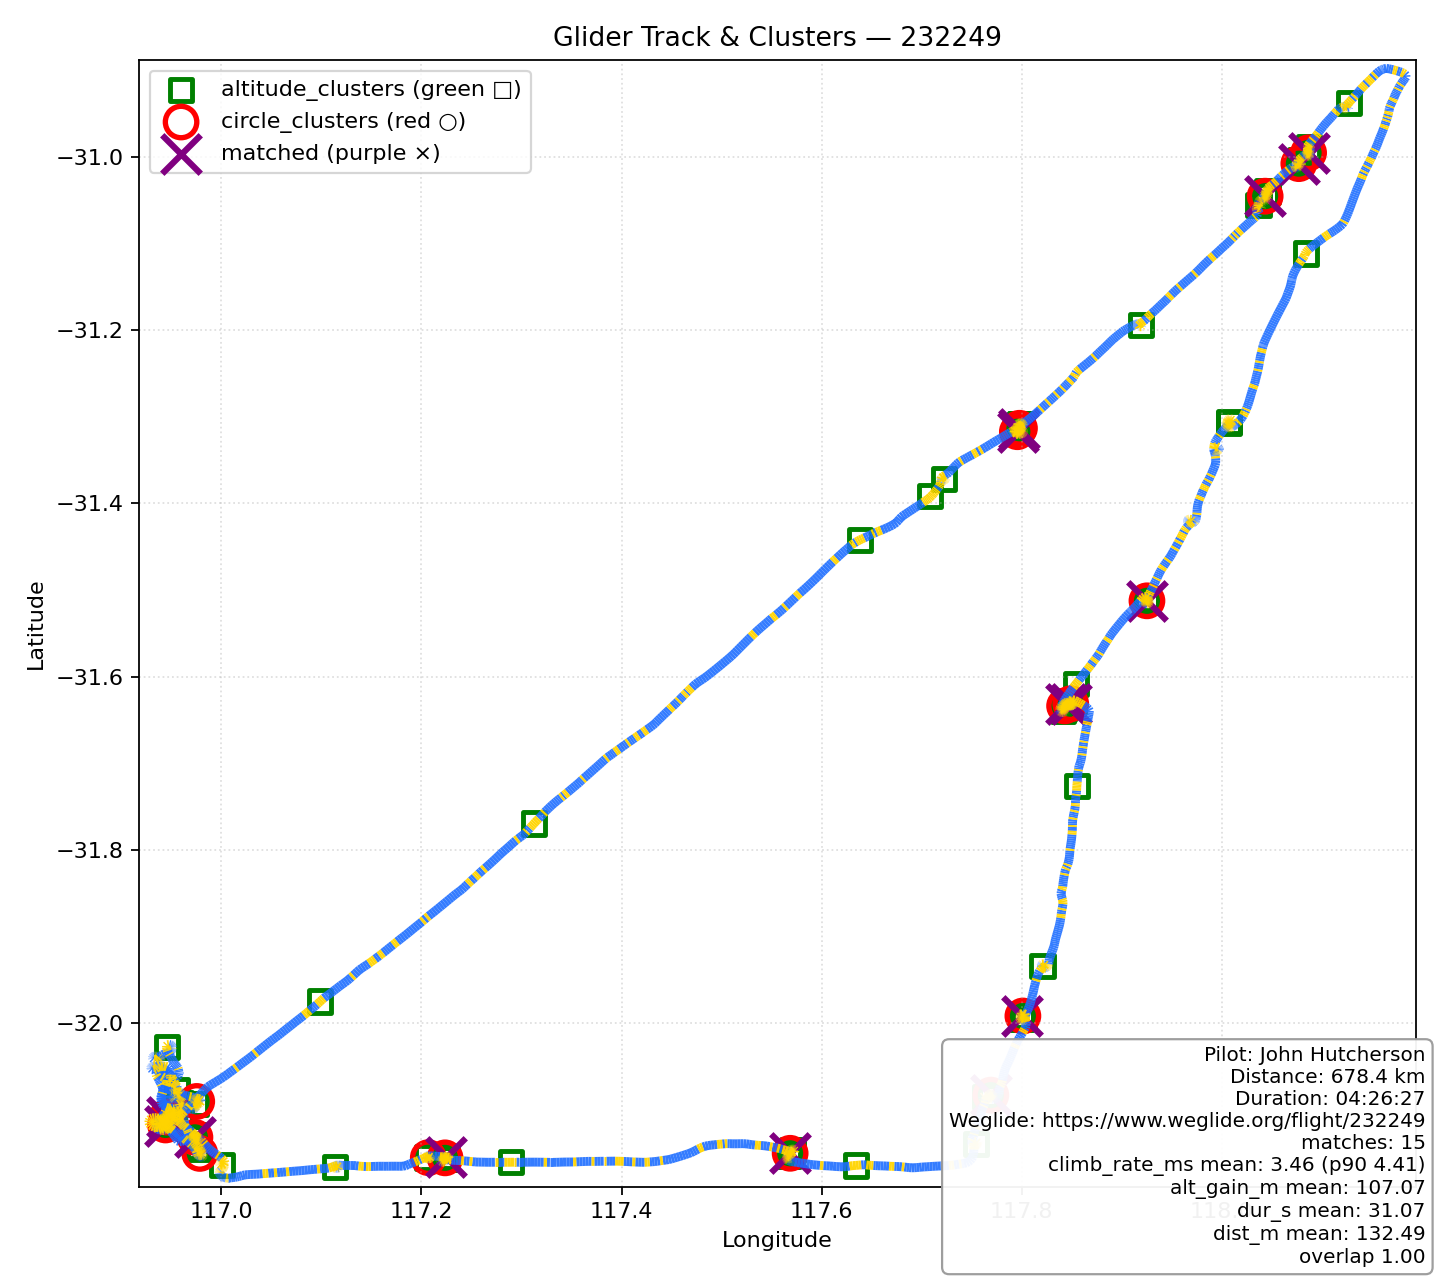 Glider Track & Clusters — 232249
altitude_clusters (green □)
circle_clusters (red ○)
matched (purple ×)
−31.0
−31.2
−31.4
−31.6
−31.8
−32.0
Latitude
117.0
117.2
117.4
117.6
117.8
118
Longitude
Pilot: John Hutcherson
Distance: 678.4 km
Duration: 04:26:27
Weglide: https://www.weglide.org/flight/232249
matches: 15
climb_rate_ms mean: 3.46 (p90 4.41)
alt_gain_m mean: 107.07
dur_s mean: 31.07
dist_m mean: 132.49
overlap 1.00